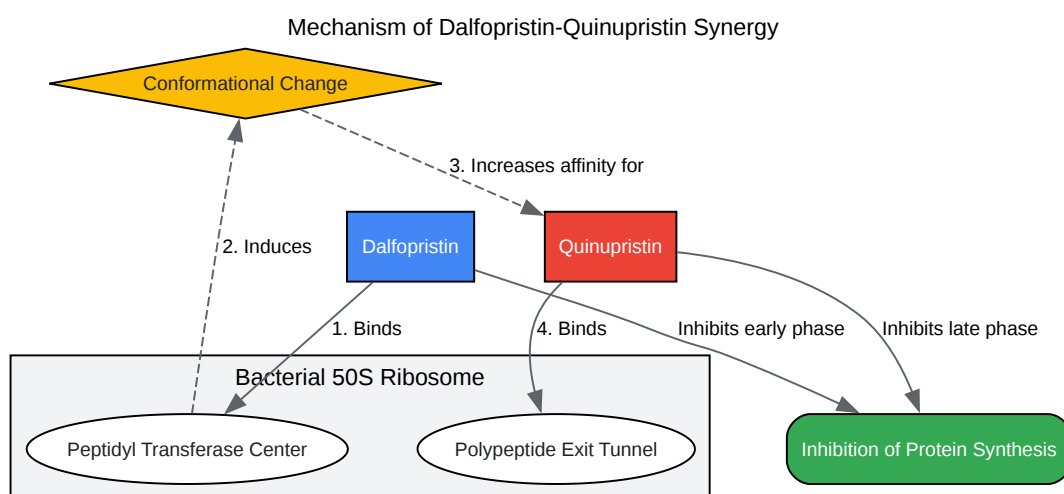 Mechanism of Dalfopristin-Quinupristin Synergy
Conformational Change
3. Increases affinity for
2. Induces
Dalfopristin
Quinupristin
1. Binds
4. Binds
Inhibits early phase
Inhibits late phase
Bacterial 50S Ribosome
Peptidyl Transferase Center
Polypeptide Exit Tunnel
Inhibition of Protein Synthesis